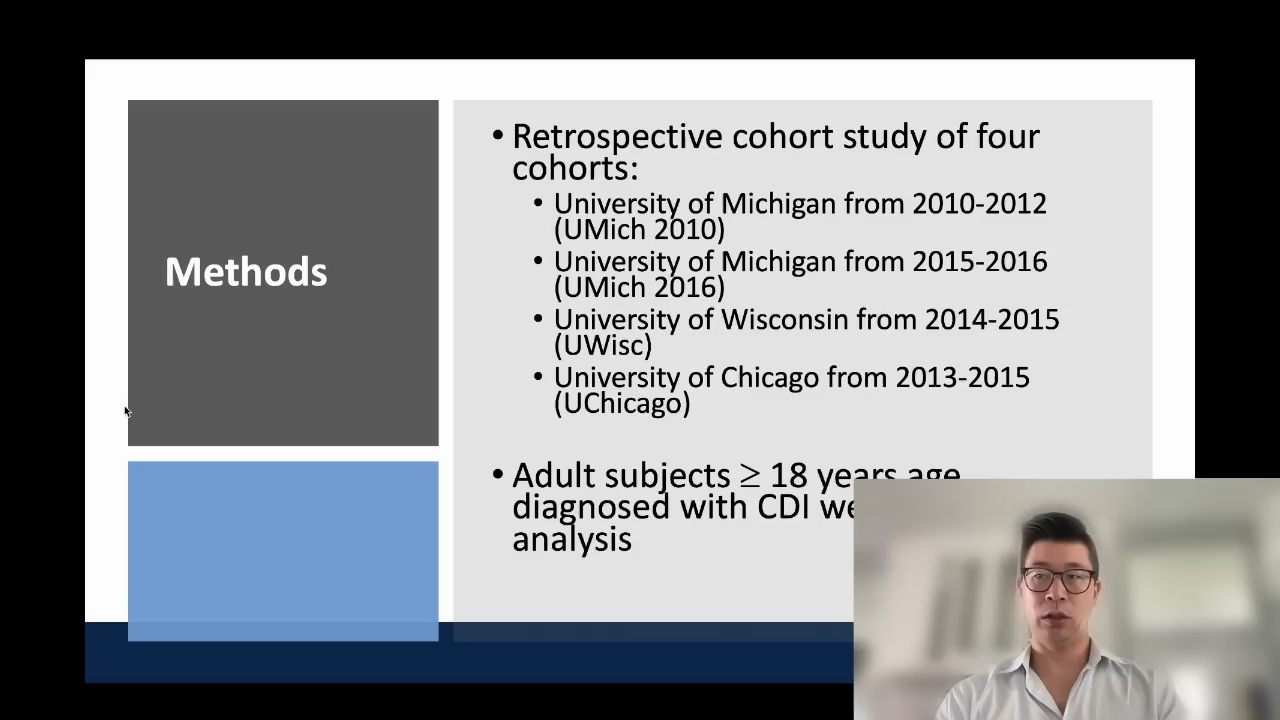 Methods
• Retrospective cohort study of four
cohorts:
• University of Michigan from 2010-2012
(UMich 2010)
• University of Michigan from 2015-2016
(UMich 2016)
• University of Wisconsin from 2014-2015
(UWisc)
• University of Chicago from 2013-2015
(UChicago)
• Adult subjects ≥ 18 years age
diagnosed with CDI
analysis